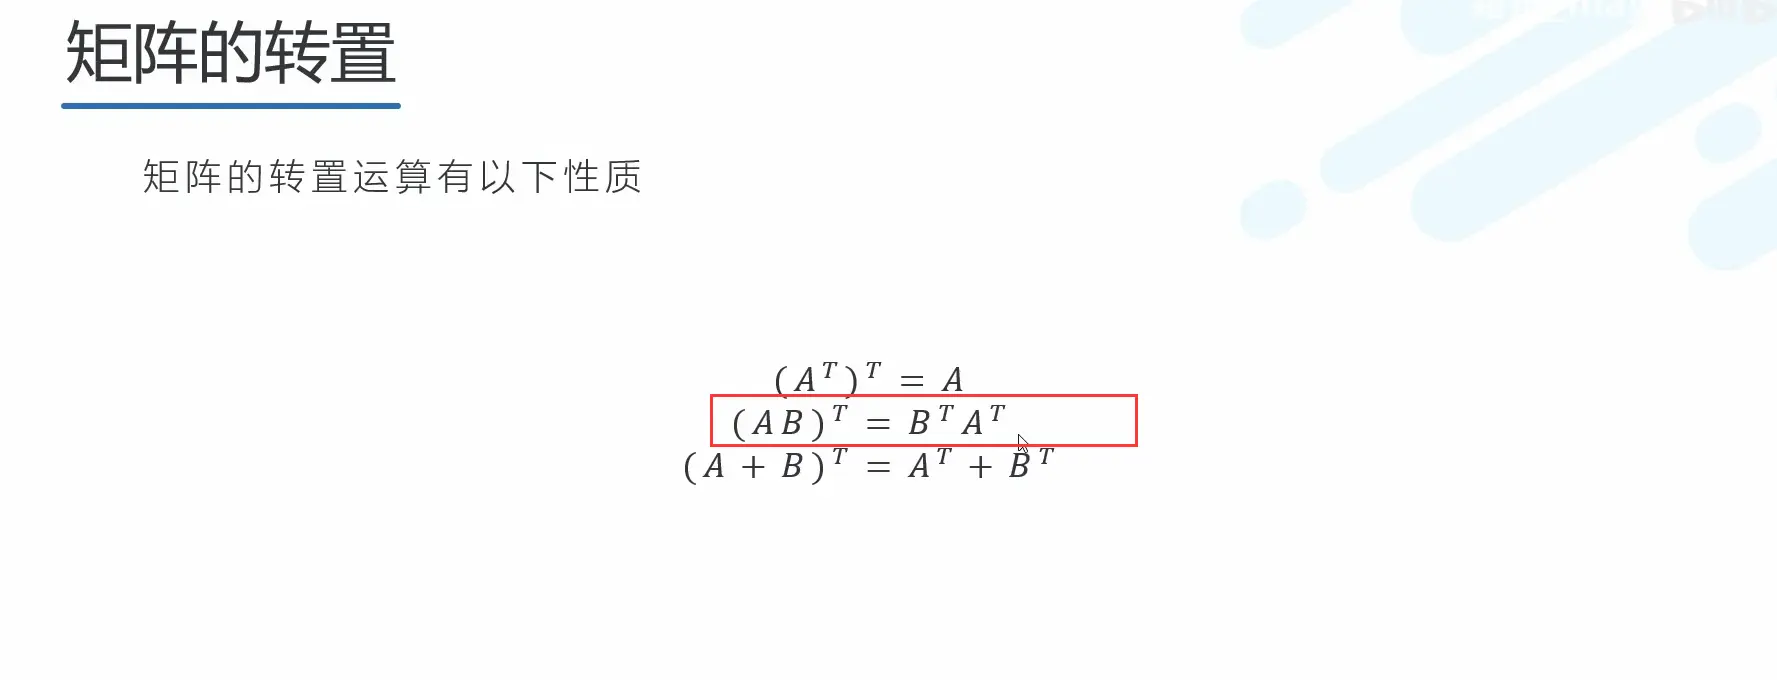 矩阵的转置
矩阵的转置运算有以下性质
(A^T)^T = A
(AB)^T = B^T A^T
(A + B)^T = A^T + B^T